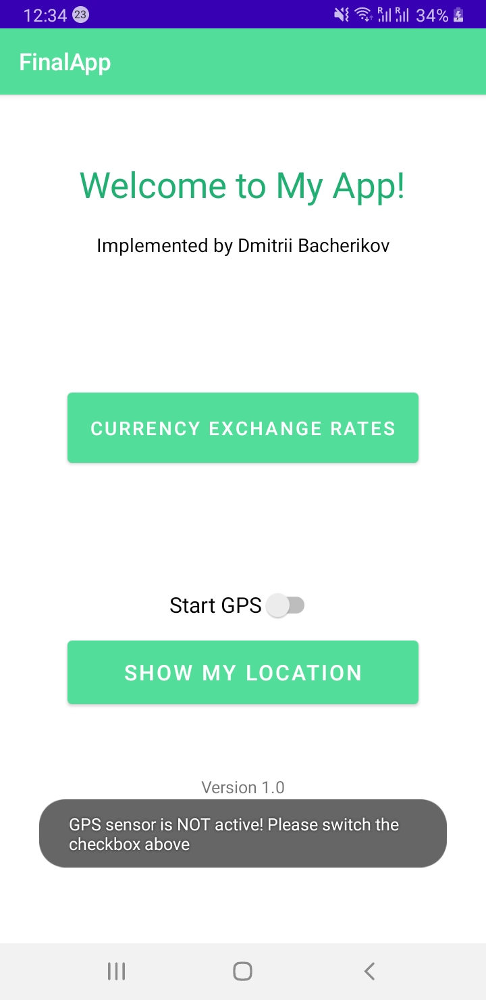 12:34 23 R R 34%
FinalApp
Welcome to My App!
Implemented by Dmitrii Bacherikov
CURRENCY EXCHANGE RATES
Start GPS
SHOW MY LOCATION
Version 1.0
GPS sensor is NOT active! Please switch the
checkbox above